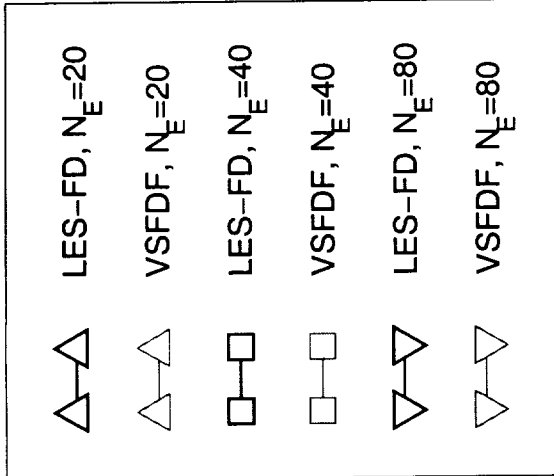 LES-FD, N_E=20
VSFDF, N_E=20
LES-FD, N_E=40
VSFDF, N_E=40
LES-FD, N_E=80
VSFDF, N_E=80